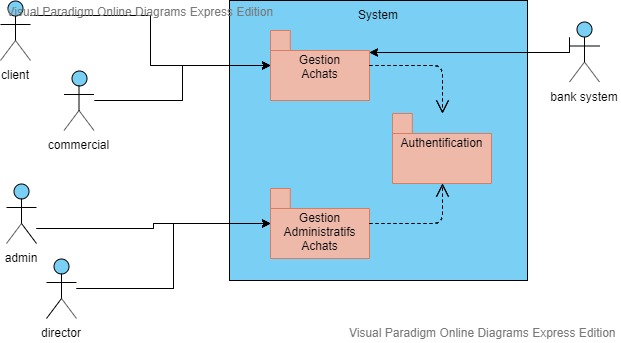 Visual Paradigm Online Diagrams Express Edition
System
client
Gestion
Achats
bank system
commercial
Authentification
Gestion
Administratifs
Achats
admin
director
Visual Paradigm Online Diagrams Express Edition